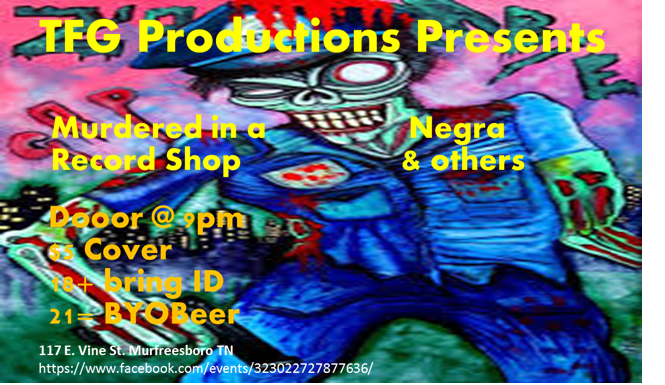 TFG Productions Presents
Murdered in a
Record Shop
Negra
& others
Dooor @ 9pm
$5 Cover
18+ bring ID
21= BYOBeer
117 E. Vine St. Murfreesboro TN
https://www.facebook.com/events/323022727877636/